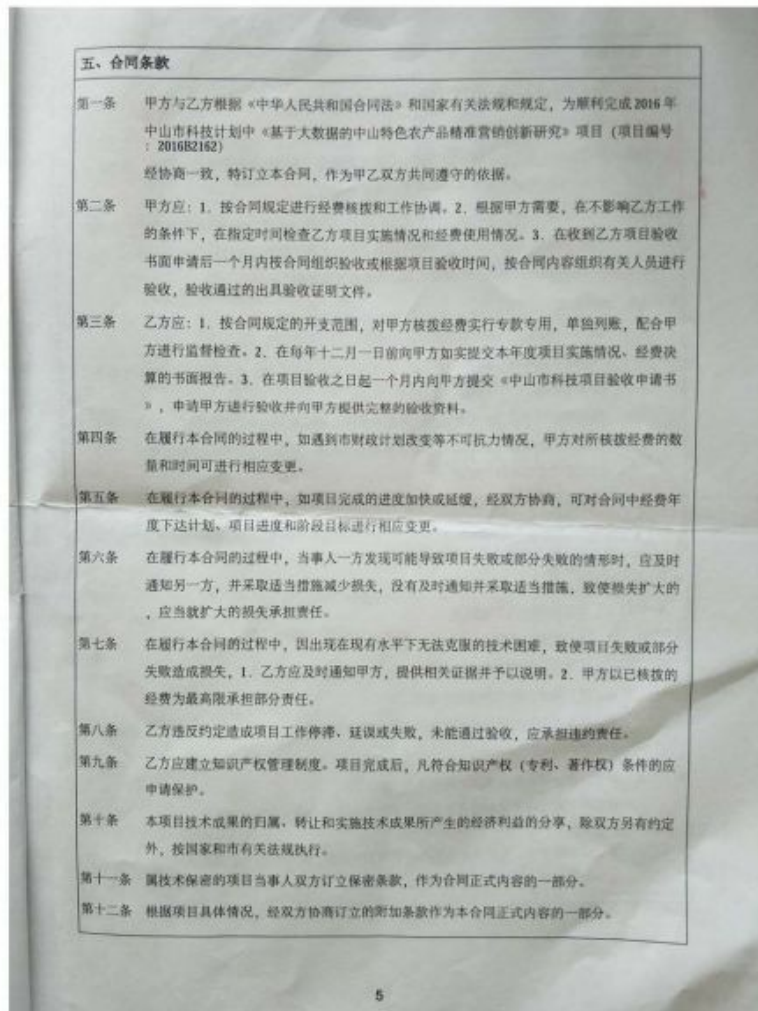 五、合同条款
第一条 甲方与乙方根据《中华人民共和国合同法》和国家有关法规和规定，为顺利完成2016年
中山市科技计划中《基于大数据的中山特色农产品精准营销创新研究》项目（项目编号
：2016B2162）
经协商一致，特订立本合同，作为甲乙双方共同遵守的依据。
第二条 甲方应：1．按合同规定进行经费核拨和工作协调。2．根据甲方需要，在不影响乙方工作
的条件下，在指定时间检查乙方项目实施情况和经费使用情况。3．在收到乙方项目验收
书面申请后一个月内按合同组织验收或根据项目验收时间，按合同内容组织有关人员进行
验收，验收通过的出具验收证明文件。
第三条 乙方应：1．按合同规定的开支范围，对甲方核拨经费实行专款专用，单独列账，配合甲
方进行监督检查。2．在每年十二月一日前向甲方如实提交本年度项目实施情况、经费决
算的书面报告。3．在项目验收之日起一个月内向甲方提交《中山市科技项目验收申请书
》，申请甲方进行验收并向甲方提供完整的验收资料。
第四条 在履行本合同的过程中，如遇到市财政计划改变等不可抗力情况，甲方对所核拨经费的数
量和时间可进行相应变更。
第五条 在履行本合同的过程中，如项目完成的进度加快或延缓，经双方协商，可对合同中经费年
度下达计划、项目进度和阶段目标进行相应变更。
第六条 在履行本合同的过程中，当事人一方发现可能导致项目失败或部分失败的情形时，应及时
通知另一方，并采取适当措施减少损失，没有及时通知并采取适当措施，致使损失扩大的
，应当就扩大的损失承担责任。
第七条 在履行本合同的过程中，因出现在现有水平下无法克服的技术困难，致使项目失败或部分
失败造成损失，1．乙方应及时通知甲方，提供相关证据并予以说明。2．甲方以已核拨的
经费为最高限承担部分责任。
第八条 乙方违反约定造成项目工作停滞、延误或失败，未能通过验收，应承担违约责任。
第九条 乙方应建立知识产权管理制度。项目完成后，凡符合知识产权（专利、著作权）条件的应
申请保护。
第十条 本项目技术成果的归属、转让和实施技术成果所产生的经济利益的分享，除双方另有约定
外，按国家和市有关法规执行。
第十一条 属技术保密的项目当事人双方订立保密条款，作为合同正式内容的一部分。
第十二条 根据项目具体情况，经双方协商订立的附加条款作为本合同正式内容的一部分。
5